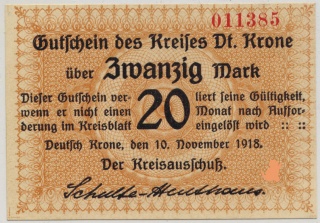 011385
Gutschein des Kreises Dt. Krone
über Zwanzig Mark
Dieser Gutschein ver- 20 liert seine Gültigkeit,
wenn er nicht einen Monat nach Auffor-
derung im Kreisblatt eingelöst wird :: ::
Deutsch Krone, den 10. November 1918.
Der Kreisausschuß.